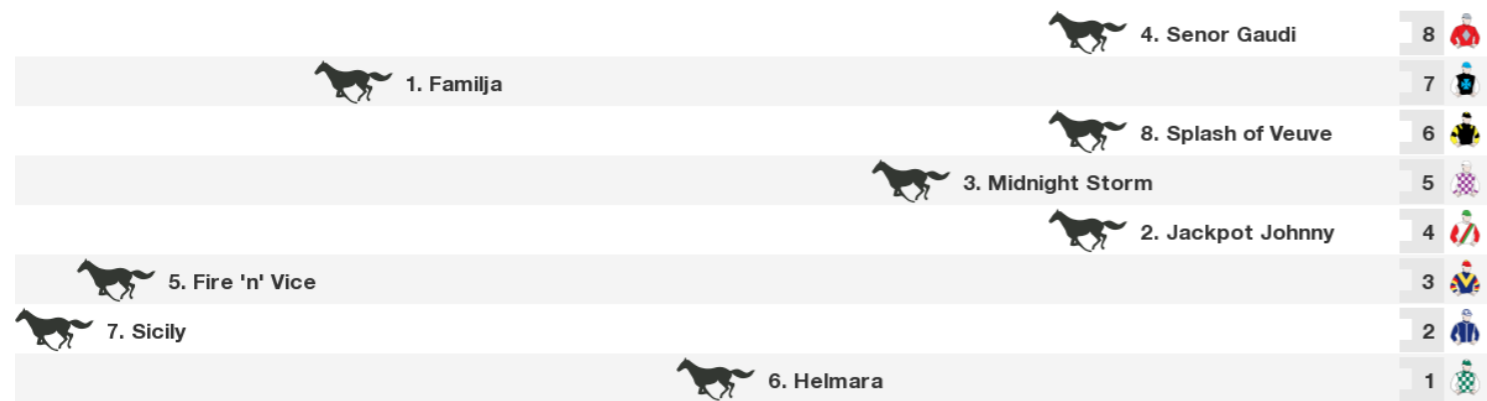 4. Senor Gaudi 8
1. Familja 7
8. Splash of Veuve 6
3. Midnight Storm 5
2. Jackpot Johnny 4
5. Fire 'n' Vice 3
7. Sicily 2
6. Helmara 1